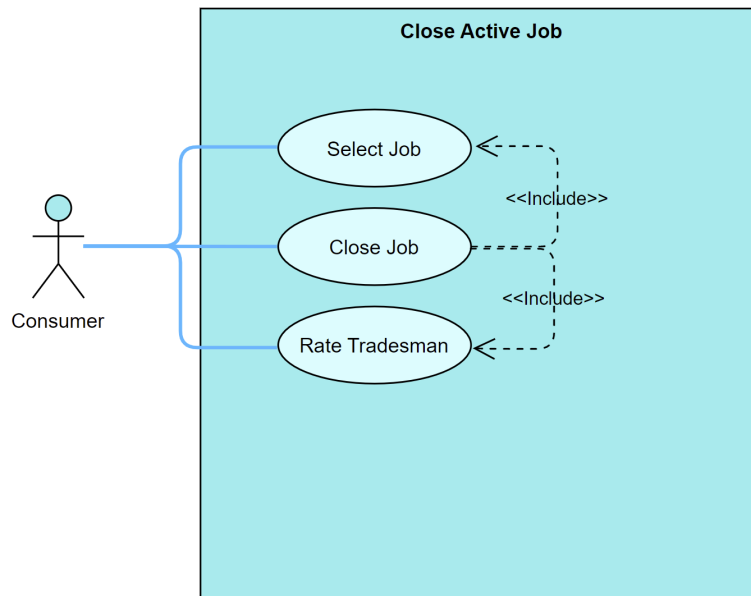 Close Active Job
Select Job
<<Include>>
Close Job
<<Include>>
Consumer
Rate Tradesman